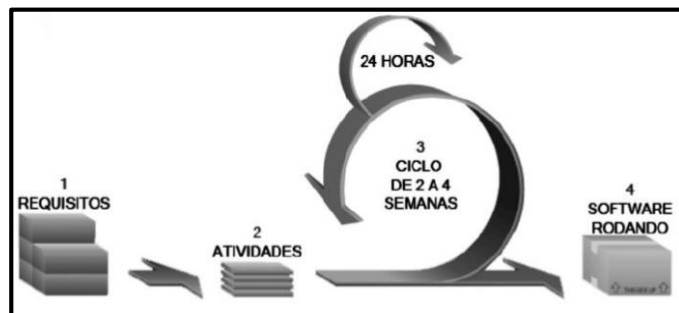 24 HORAS
1
REQUISITOS
2
ATIVIDADES
3
CICLO
DE 2 A 4
SEMANAS
4
SOFTWARE
RODANDO